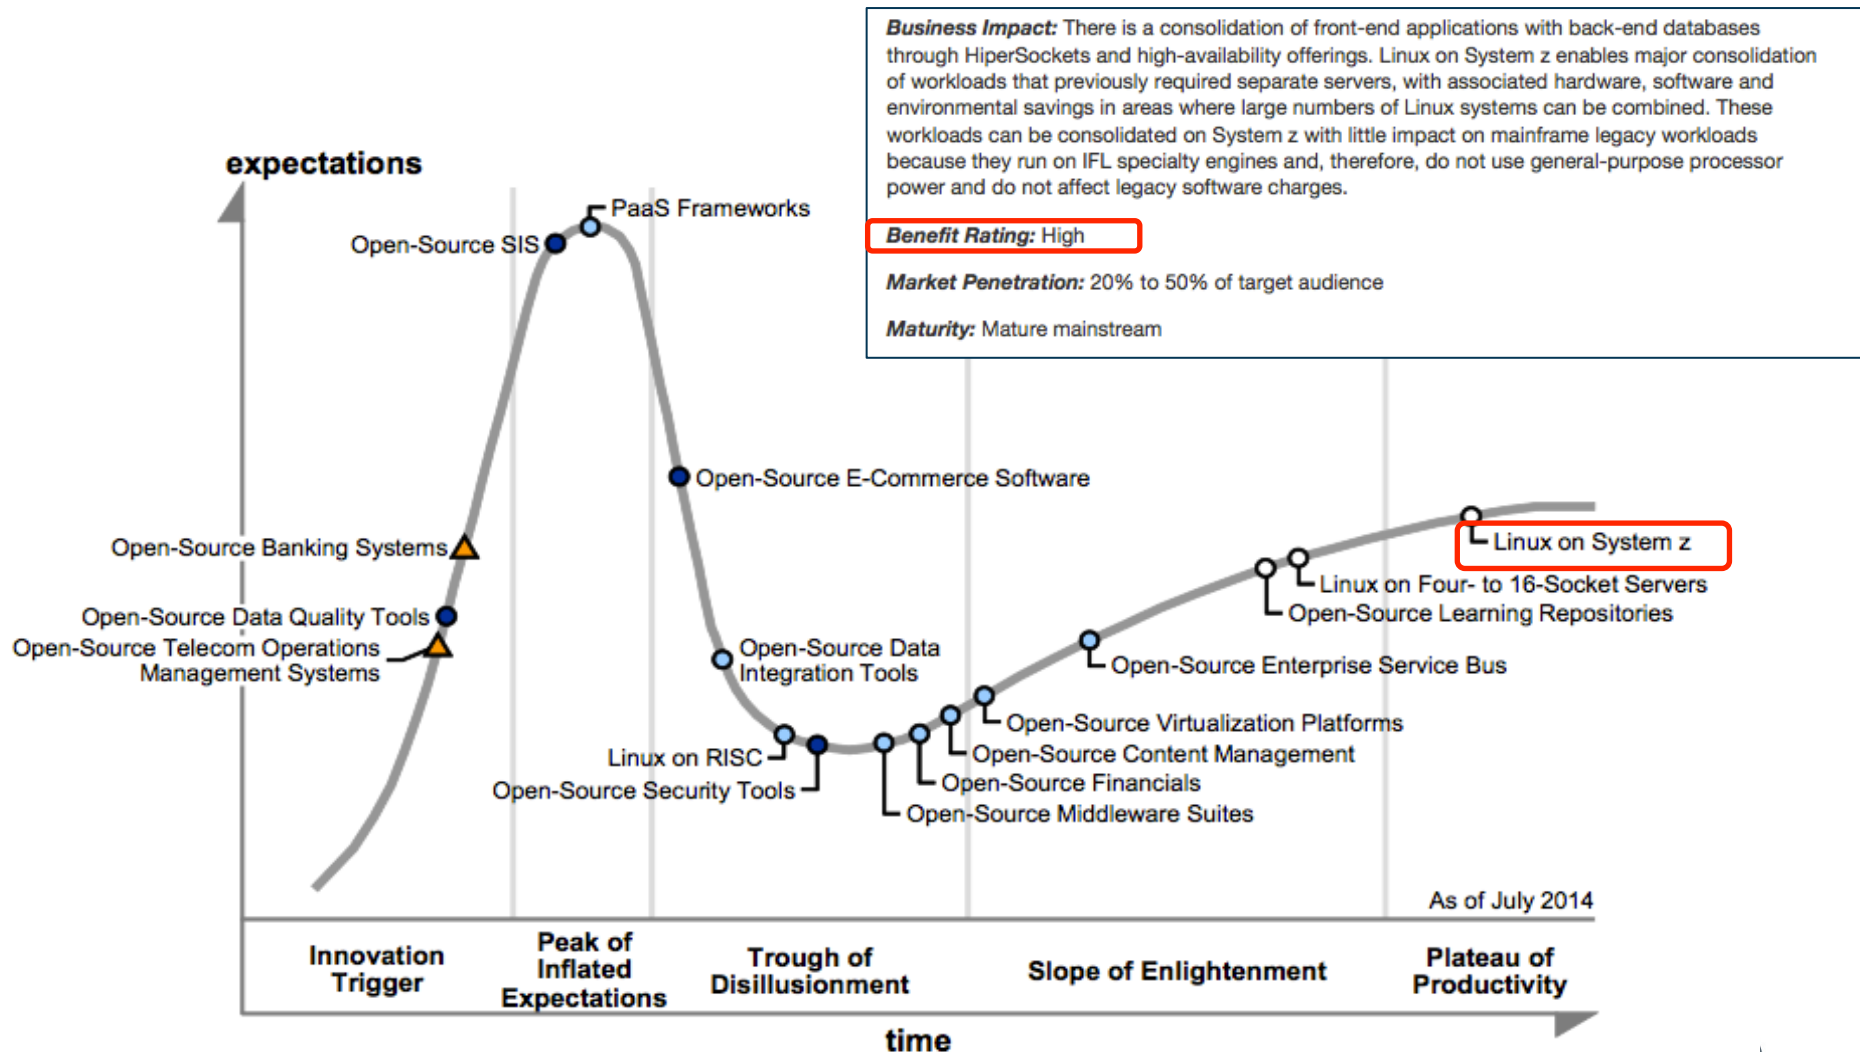 Business Impact: There is a consolidation of front-end applications with back-end databases
through HiperSockets and high-availability offerings. Linux on System z enables major consolidation
of workloads that previously required separate servers, with associated hardware, software and
environmental savings in areas where large numbers of Linux systems can be combined. These
workloads can be consolidated on System z with little impact on mainframe legacy workloads
because they run on IFL specialty engines and, therefore, do not use general-purpose processor
power and do not affect legacy software charges.
Benefit Rating: High
Market Penetration: 20% to 50% of target audience
Maturity: Mature mainstream
expectations
PaaS Frameworks
Open-Source SIS
Open-Source E-Commerce Software
Open-Source Banking Systems
Open-Source Data Quality Tools
Open-Source Telecom Operations
Management Systems
Open-Source Data
Integration Tools
Linux on RISC
Open-Source Security Tools
Linux on System z
Linux on Four- to 16-Socket Servers
Open-Source Learning Repositories
Open-Source Enterprise Service Bus
Open-Source Virtualization Platforms
Open-Source Content Management
Open-Source Financials
Open-Source Middleware Suites
As of July 2014
Innovation
Trigger
Peak of
Inflated
Expectations
Trough of
Disillusionment
Slope of Enlightenment
Plateau of
Productivity
time